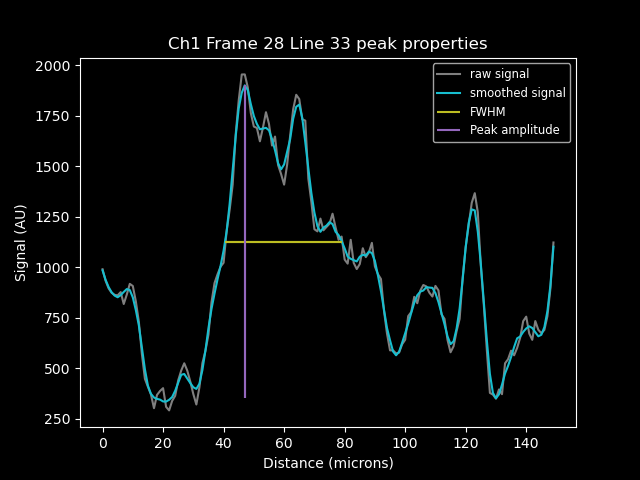 Ch1 Frame 28 Line 33 peak properties
raw signal
smoothed signal
FWHM
Peak amplitude
Signal (AU)
2000
1750
1500
1250
1000
750
500
250
0 20 40 60 80 100 120 140
Distance (microns)